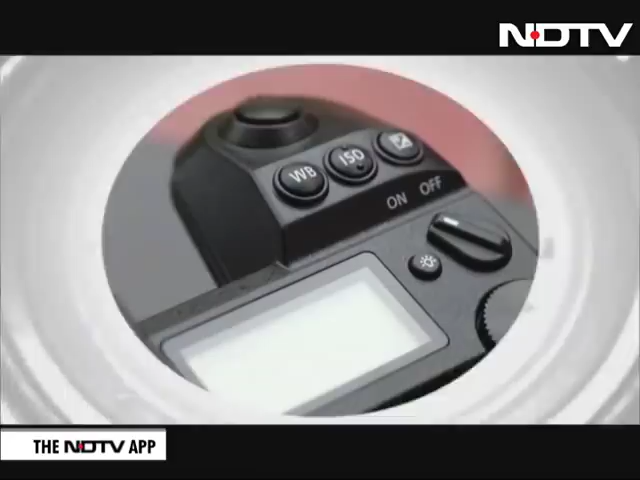 NDTV
WB ISO
ON OFF
THE NDTV APP